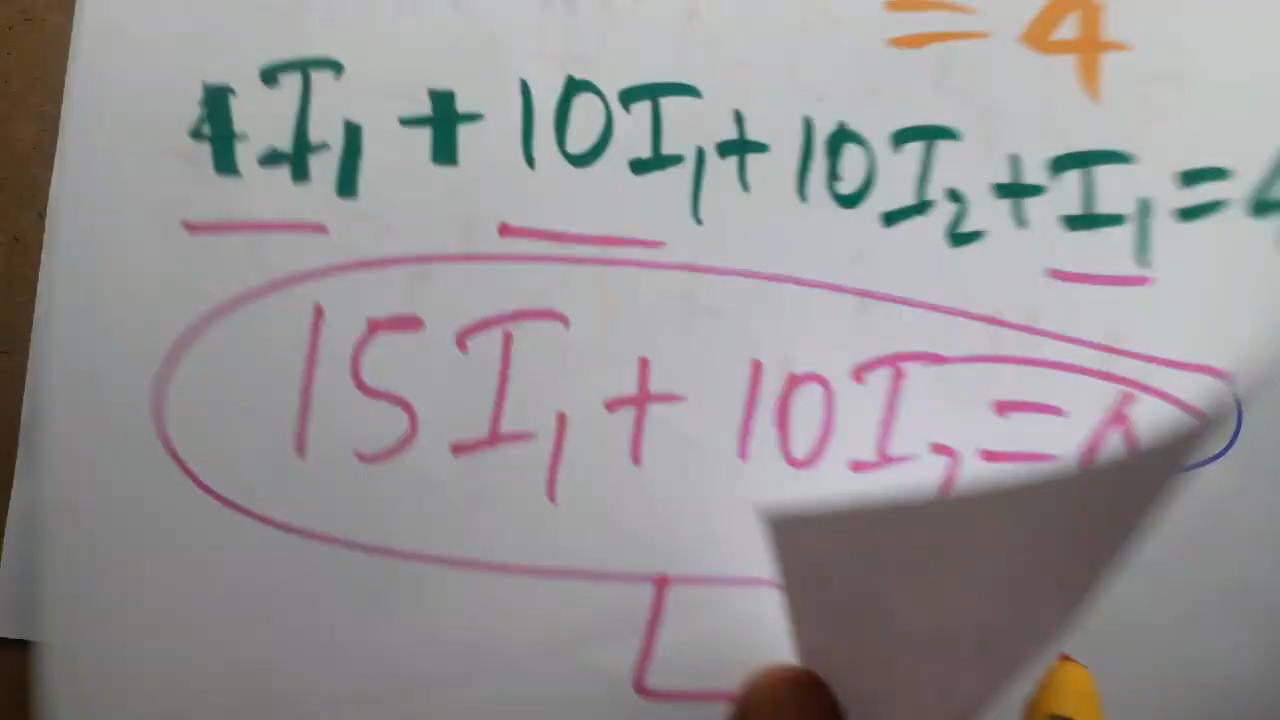 = 4
4I₁ + 10I₁ + 10I₂ + I₁ =
15I₁ + 10I₂ =